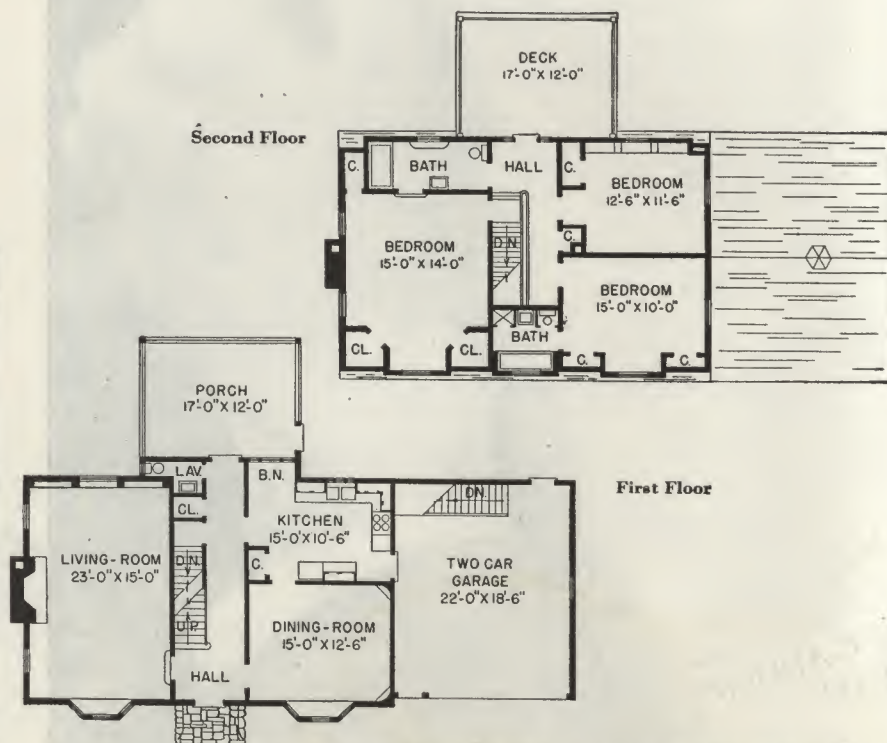 DECK
17'-0" X 12'-0"
Second Floor
C.
BATH
HALL
C.
BEDROOM
12'-6" X 11'-6"
BEDROOM
15'-0" X 14'-0"
DN.
C.
BEDROOM
15'-0" X 10'-0"
CL.
CL.
BATH
C.
C.
PORCH
17'-0" X 12'-0"
LAV.
B.N.
CL.
KITCHEN
15'-0" X 10'-6"
DN.
First Floor
LIVING-ROOM
23'-0" X 15'-0"
DN.
UP.
C.
TWO CAR
GARAGE
22'-0" X 18'-6"
DINING-ROOM
15'-0" X 12'-6"
HALL